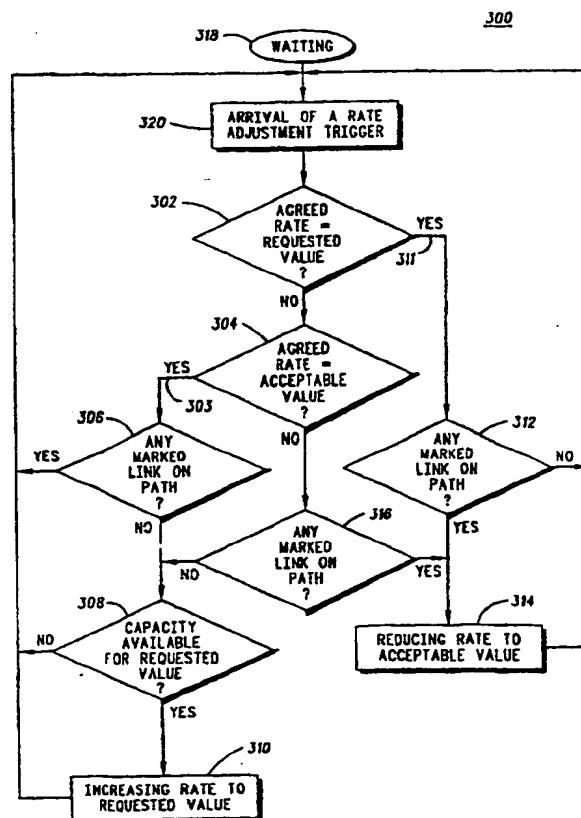 300
318
WAITING
320
ARRIVAL OF A RATE
ADJUSTMENT TRIGGER
302
AGREED
RATE =
REQUESTED
VALUE
?
YES
311
NO
304
AGREED
RATE =
ACCEPTABLE
VALUE
?
YES
303
NO
306
ANY
MARKED
LINK ON
PATH
?
YES
NO
312
ANY
MARKED
LINK ON
PATH
?
NO
YES
316
ANY
MARKED
LINK ON
PATH
?
NO
YES
308
CAPACITY
AVAILABLE
FOR REQUESTED
VALUE
?
NO
YES
314
REDUCING RATE TO
ACCEPTABLE VALUE
310
INCREASING RATE TO
REQUESTED VALUE